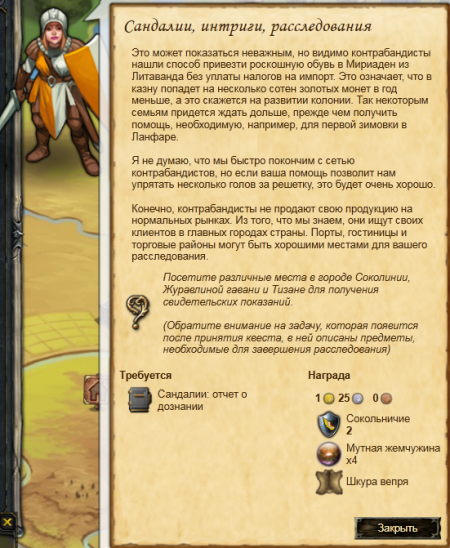 Сандалии, интриги, расследования
Это может показаться неважным, но видимо контрабандисты
нашли способ привезти роскошную обувь в Мириаден из
Литаванда без уплаты налогов на импорт. Это означает, что в
казну попадет на несколько сотен золотых монет в год
меньше, а это скажется на развитии колонии. Так некоторым
семьям придется ждать дольше, прежде чем получить
помощь, необходимую, например, для первой зимовки в
Ланфаре.
Я не думаю, что мы быстро покончим с сетью
контрабандистов, но если ваша помощь позволит нам
упрятать несколько голов за решетку, это будет очень хорошо.
Конечно, контрабандисты не продают свою продукцию на
нормальных рынках. Из того, что мы знаем, они ищут своих
клиентов в главных городах страны. Порты, гостиницы и
торговые районы могут быть хорошими местами для вашего
расследования.
Посетите различные места в городе Соколинии,
Журавлиной гавани и Тизане для получения
свидетельских показаний.
(Обратите внимание на задачу, которая появится
после принятия квеста, в ней описаны предметы,
необходимые для завершения расследования)
Требуется
Сандалии: отчет о
дознании
Награда
1 25 0
Сокольничие
2
Мутная жемчужина
x4
Шкура вепря
Закрыть